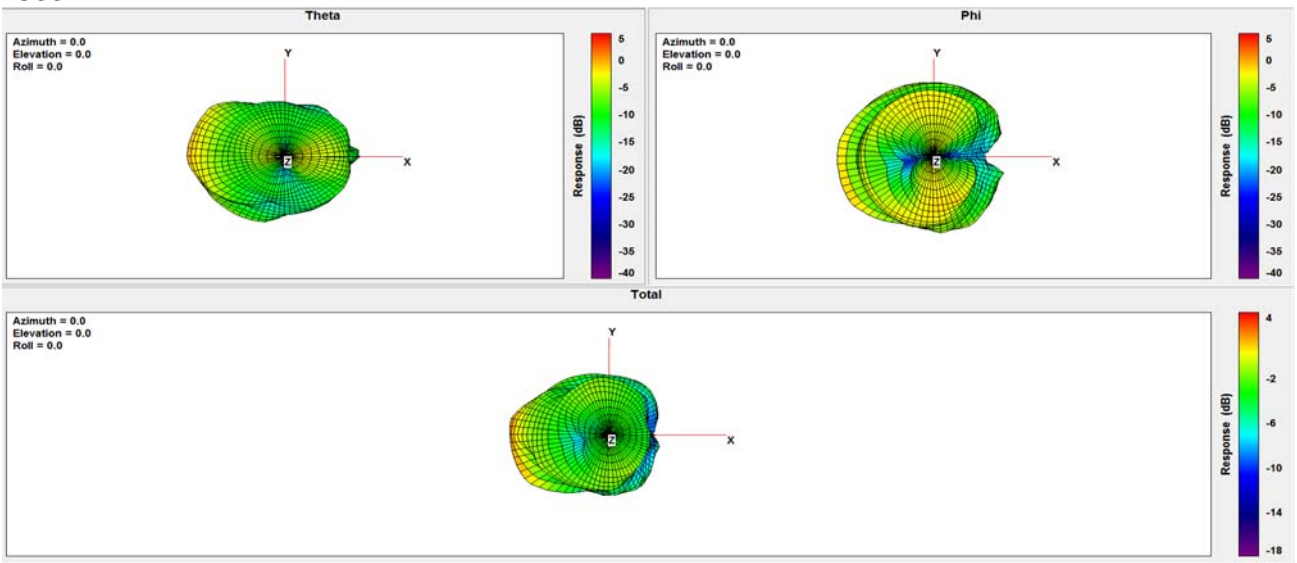 Theta
Azimuth = 0.0
Elevation = 0.0
Roll = 0.0
Y
X
Z
5
0
-5
-10
-15
-20
-25
-30
-35
-40
Response (dB)
Phi
Azimuth = 0.0
Elevation = 0.0
Roll = 0.0
Y
X
Z
5
0
-5
-10
-15
-20
-25
-30
-35
-40
Response (dB)
Total
Azimuth = 0.0
Elevation = 0.0
Roll = 0.0
Y
X
Z
4
-2
-6
-10
-14
-18
Response (dB)